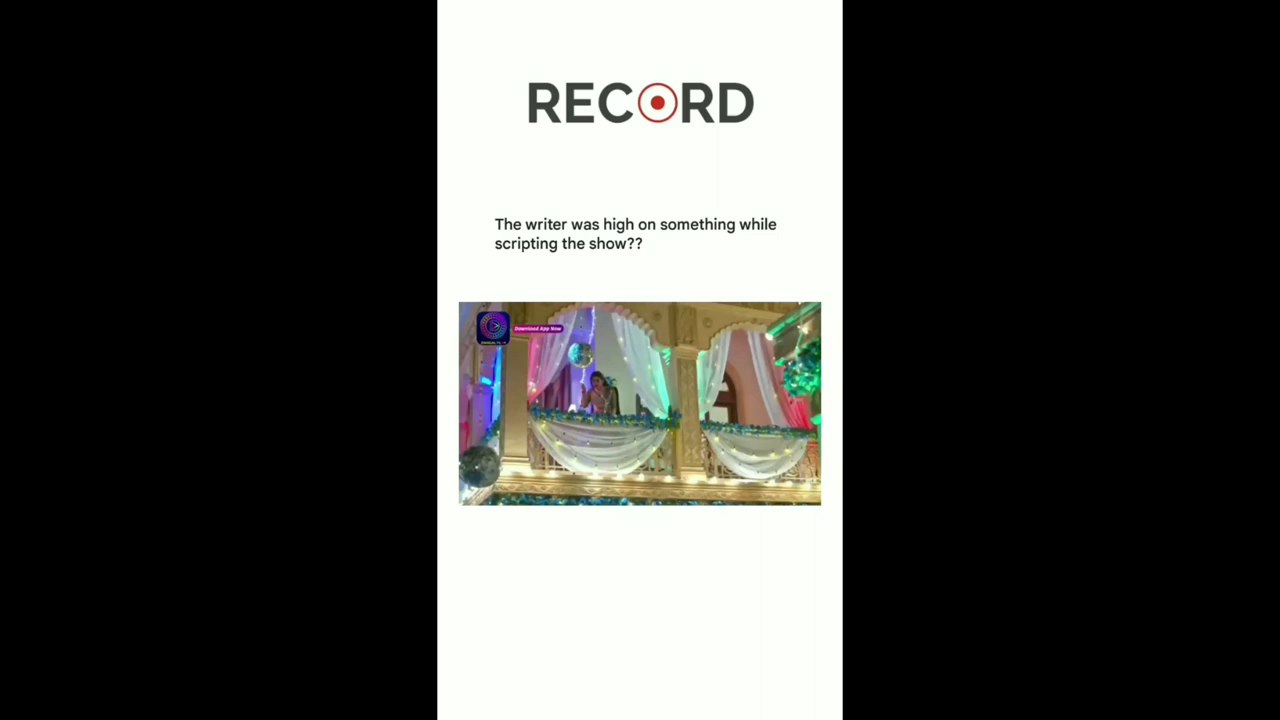 RECORD
The writer was high on something while
scripting the show??
Download App Now